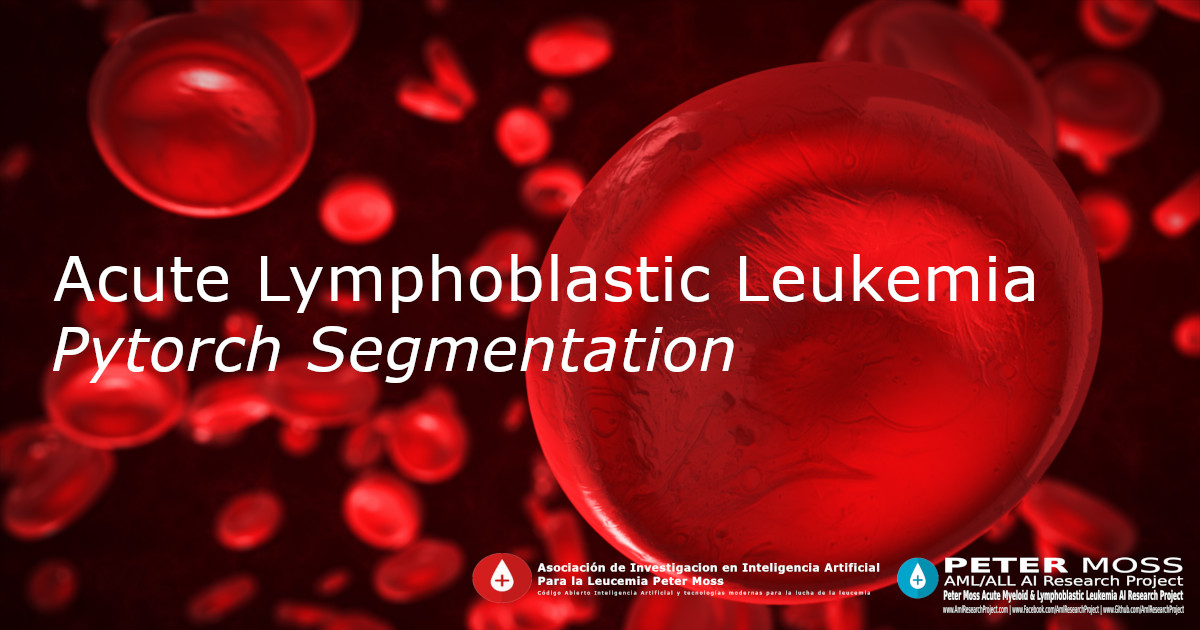 Acute Lymphoblastic Leukemia
Pytorch Segmentation
Asociación de Investigacion en Inteligencia Artificial
Para la Leucemia Peter Moss
Código Abierto Inteligencia Artificial y tecnologias modernas para la lucha de la leucemia
PETER MOSS
AML/ALL AI Research Project
Peter Moss Acute Myeloid & Lymphoblastic Leukemia AI Research Project
www.AmlResearchProject.com | www.Facebook.com/AmlResearchProject | www.Github.com/AmlResearchProject